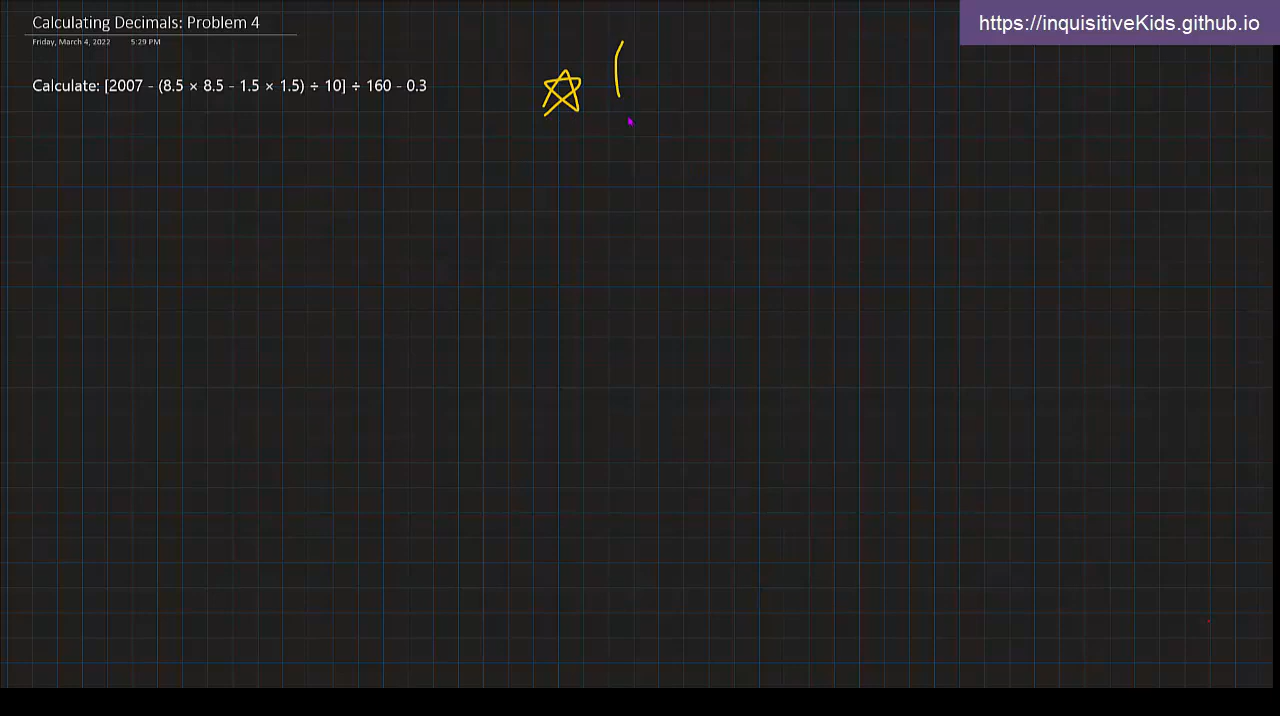 Calculating Decimals: Problem 4
https://inquisitiveKids.github.io
Friday, March 4, 2022 5:29 PM
Calculate: [2007 - (8.5 × 8.5 - 1.5 × 1.5) ÷ 10] ÷ 160 - 0.3
(